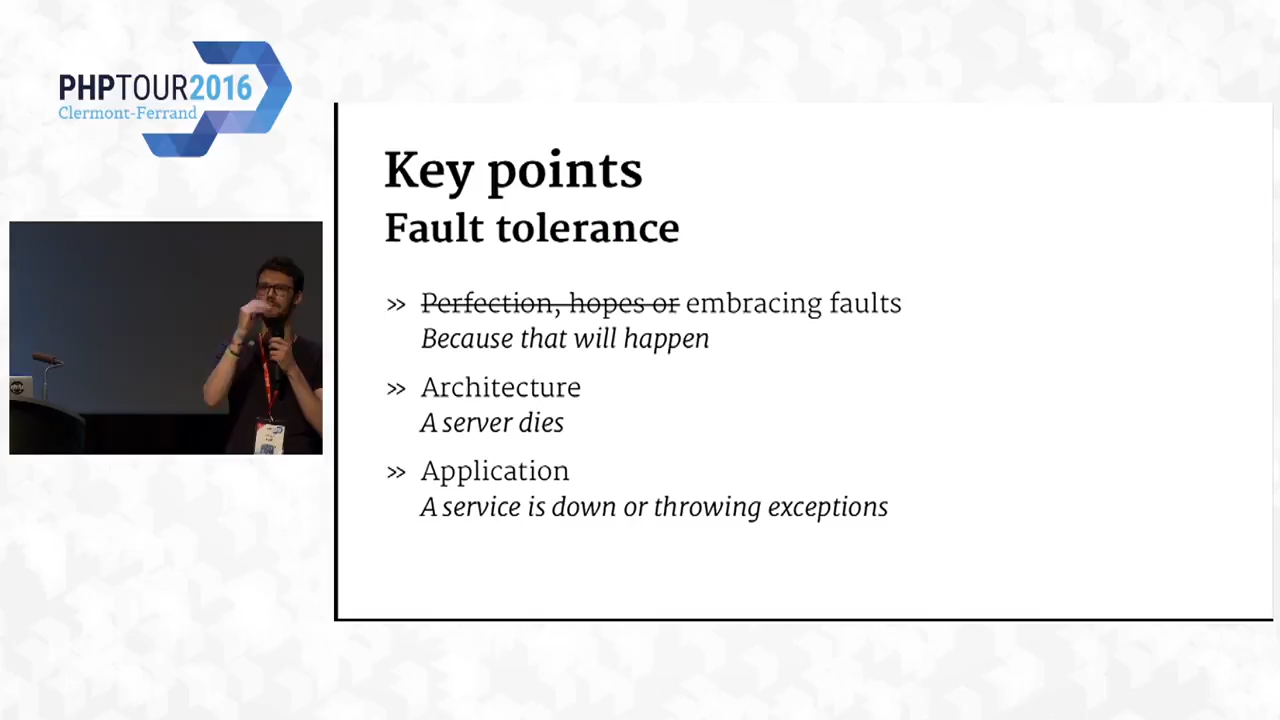 PHPTOUR2016
Clermont-Ferrand
Key points
Fault tolerance
» Perfection, hopes or embracing faults
Because that will happen
» Architecture
A server dies
» Application
A service is down or throwing exceptions